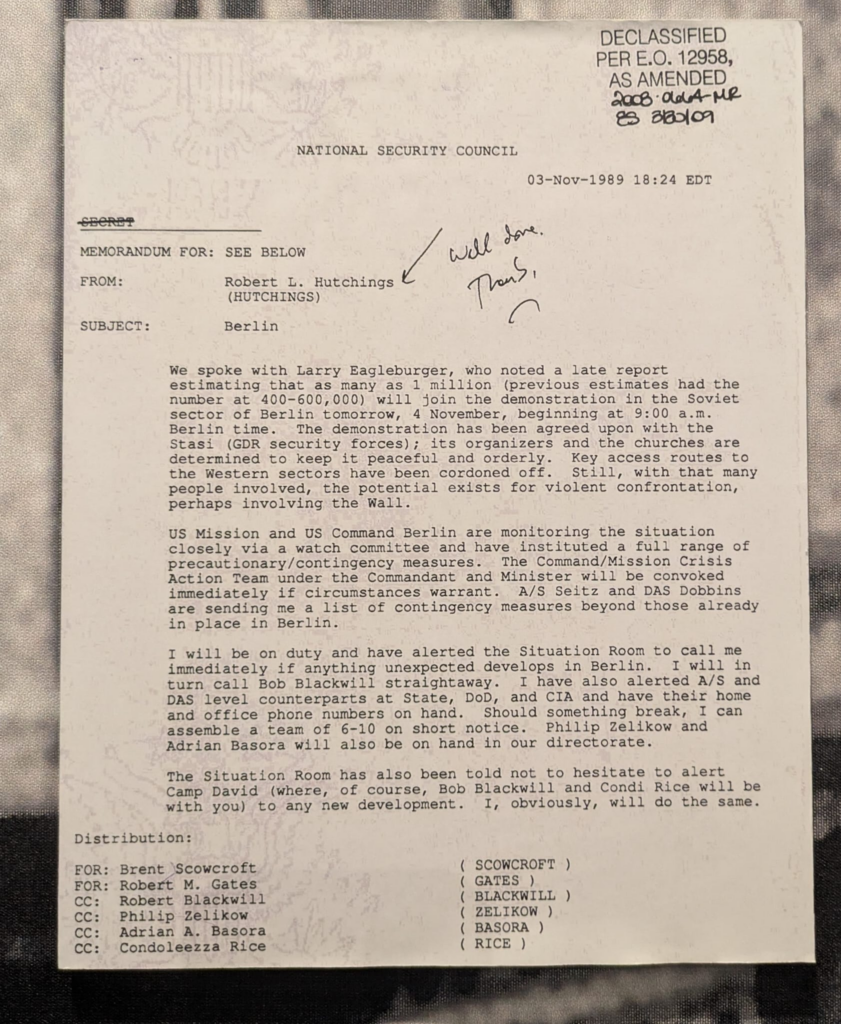 DECLASSIFIED
PER E.O. 12958,
AS AMENDED
2008-0664-MR
BS 3/30/09
NATIONAL SECURITY COUNCIL
03-Nov-1989 18:24 EDT
SECRET
MEMORANDUM FOR: SEE BELOW
FROM: Robert L. Hutchings
(HUTCHINGS)
Well done.
Thanks,
SUBJECT: Berlin
We spoke with Larry Eagleburger, who noted a late report
estimating that as many as 1 million (previous estimates had the
number at 400-600,000) will join the demonstration in the Soviet
sector of Berlin tomorrow, 4 November, beginning at 9:00 a.m.
Berlin time. The demonstration has been agreed upon with the
Stasi (GDR security forces); its organizers and the churches are
determined to keep it peaceful and orderly. Key access routes to
the Western sectors have been cordoned off. Still, with that many
people involved, the potential exists for violent confrontation,
perhaps involving the Wall.
US Mission and US Command Berlin are monitoring the situation
closely via a watch committee and have instituted a full range of
precautionary/contingency measures. The Command/Mission Crisis
Action Team under the Commandant and Minister will be convoked
immediately if circumstances warrant. A/S Seitz and DAS Dobbins
are sending me a list of contingency measures beyond those already
in place in Berlin.
I will be on duty and have alerted the Situation Room to call me
immediately if anything unexpected develops in Berlin. I will in
turn call Bob Blackwill straightaway. I have also alerted A/S and
DAS level counterparts at State, DoD, and CIA and have their home
and office phone numbers on hand. Should something break, I can
assemble a team of 6-10 on short notice. Philip Zelikow and
Adrian Basora will also be on hand in our directorate.
The Situation Room has also been told not to hesitate to alert
Camp David (where, of course, Bob Blackwill and Condi Rice will be
with you) to any new development. I, obviously, will do the same.
Distribution:
FOR: Brent Scowcroft ( SCOWCROFT )
FOR: Robert M. Gates ( GATES )
CC: Robert Blackwill ( BLACKWILL )
CC: Philip Zelikow ( ZELIKOW )
CC: Adrian A. Basora ( BASORA )
CC: Condoleezza Rice ( RICE )